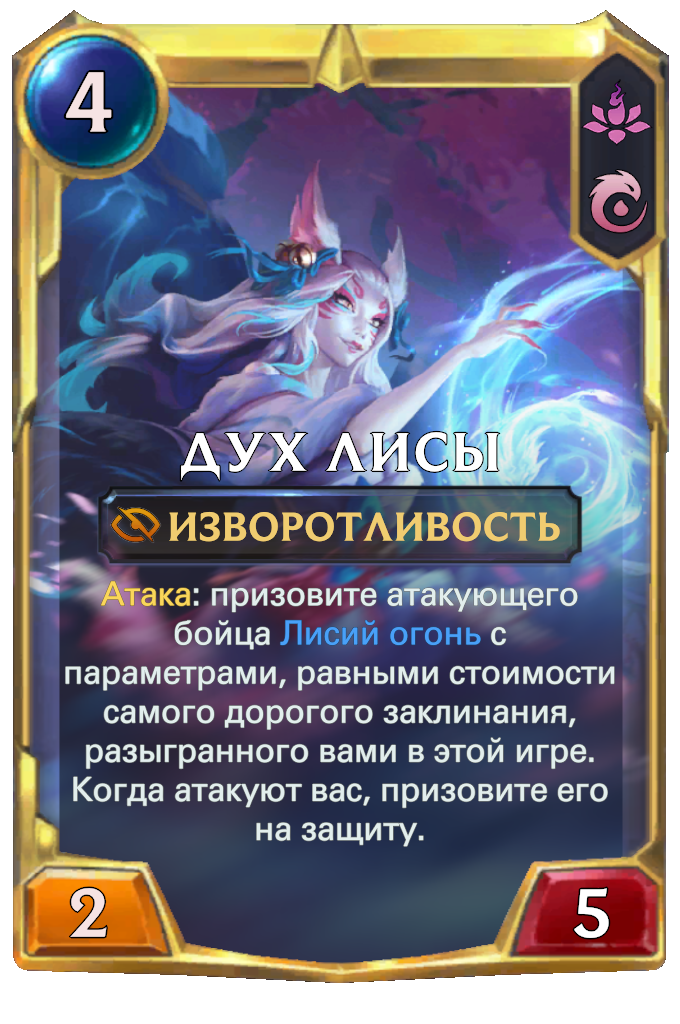 4
ДУХ ЛИСЫ
ИЗВОРОТЛИВОСТЬ
Атака: призовите атакующего
бойца Лисий огонь с
параметрами, равными стоимости
самого дорогого заклинания,
разыгранного вами в этой игре.
Когда атакуют вас, призовите его
на защиту.
2
5